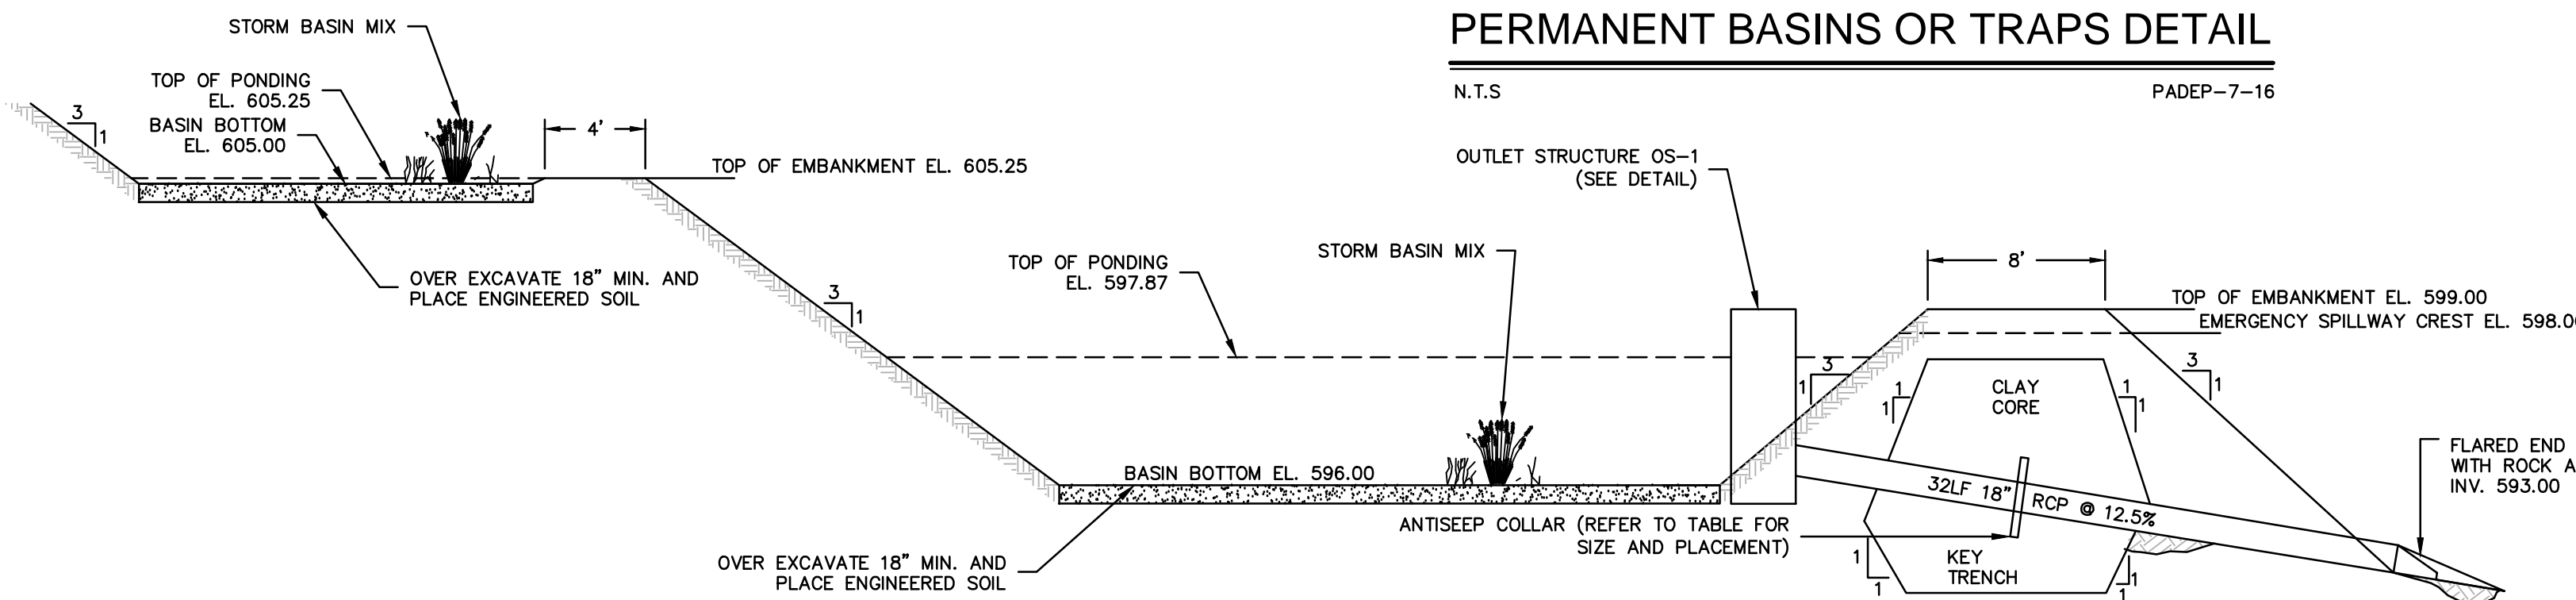 PERMANENT BASINS OR TRAPS DETAIL
N.T.S
PADEP-7-16
STORM BASIN MIX
TOP OF PONDING
EL. 605.25
BASIN BOTTOM
EL. 605.00
3
1
4'
TOP OF EMBANKMENT EL. 605.25
OVER EXCAVATE 18" MIN. AND
PLACE ENGINEERED SOIL
3
1
TOP OF PONDING
EL. 597.87
STORM BASIN MIX
OUTLET STRUCTURE OS-1
(SEE DETAIL)
8'
TOP OF EMBANKMENT EL. 599.00
EMERGENCY SPILLWAY CREST EL. 598.0
3
1
1
1
CLAY
CORE
1
1
3
1
BASIN BOTTOM EL. 596.00
32LF 18" RCP @ 12.5%
FLARED END
WITH ROCK A
INV. 593.00
ANTISEEP COLLAR (REFER TO TABLE FOR
SIZE AND PLACEMENT)
OVER EXCAVATE 18" MIN. AND
PLACE ENGINEERED SOIL
1
1
KEY
TRENCH
1
1